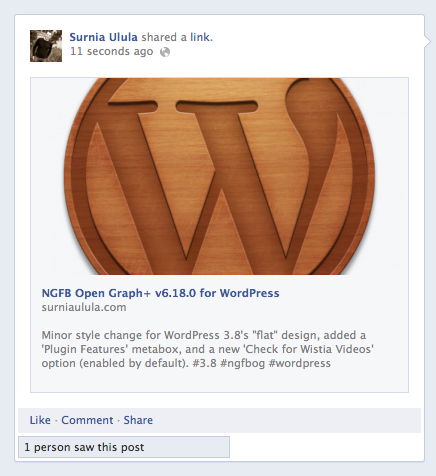 Surnia Ulula shared a link.
11 seconds ago
W
NGFB Open Graph+ v6.18.0 for WordPress
surniaulula.com
Minor style change for WordPress 3.8's "flat" design, added a
'Plugin Features' metabox, and a new 'Check for Wistia Videos'
option (enabled by default). #3.8 #ngfbog #wordpress
Like · Comment · Share
1 person saw this post